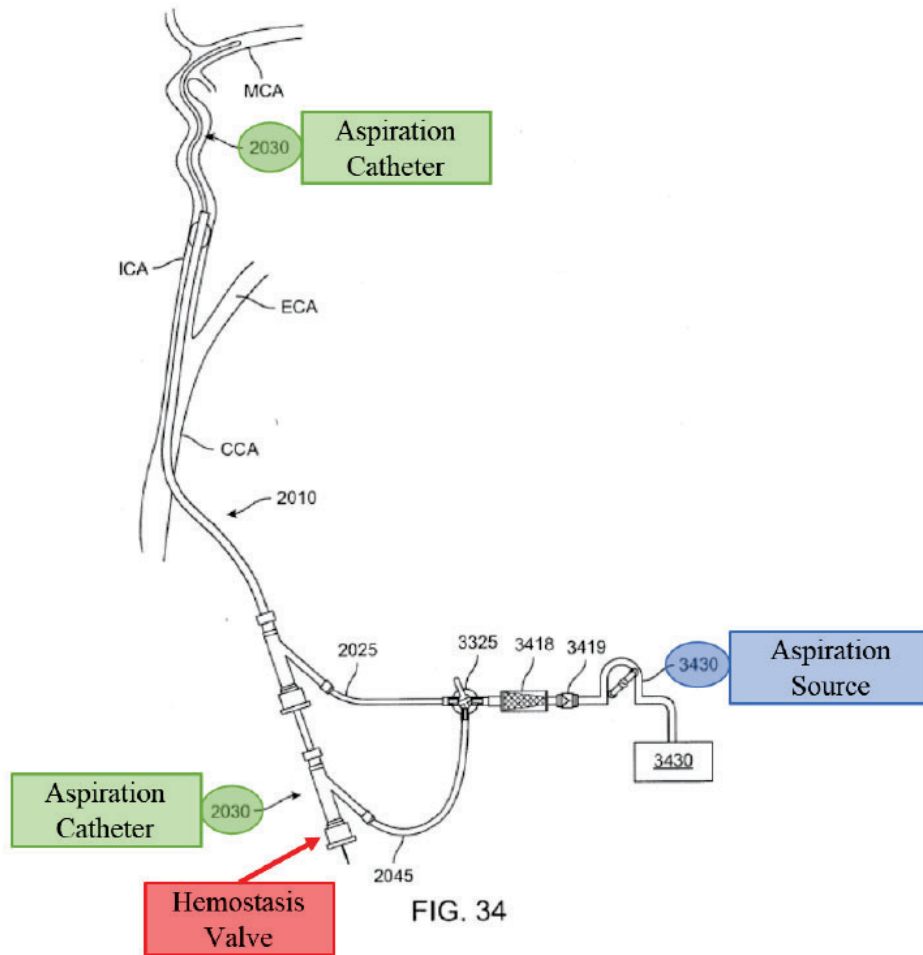 MCA
2030
Aspiration
Catheter
ICA
ECA
CCA
2010
2025
3325
3418
3419
3430
Aspiration
Source
3430
Aspiration
Catheter
2030
2045
Hemostasis
Valve
FIG. 34